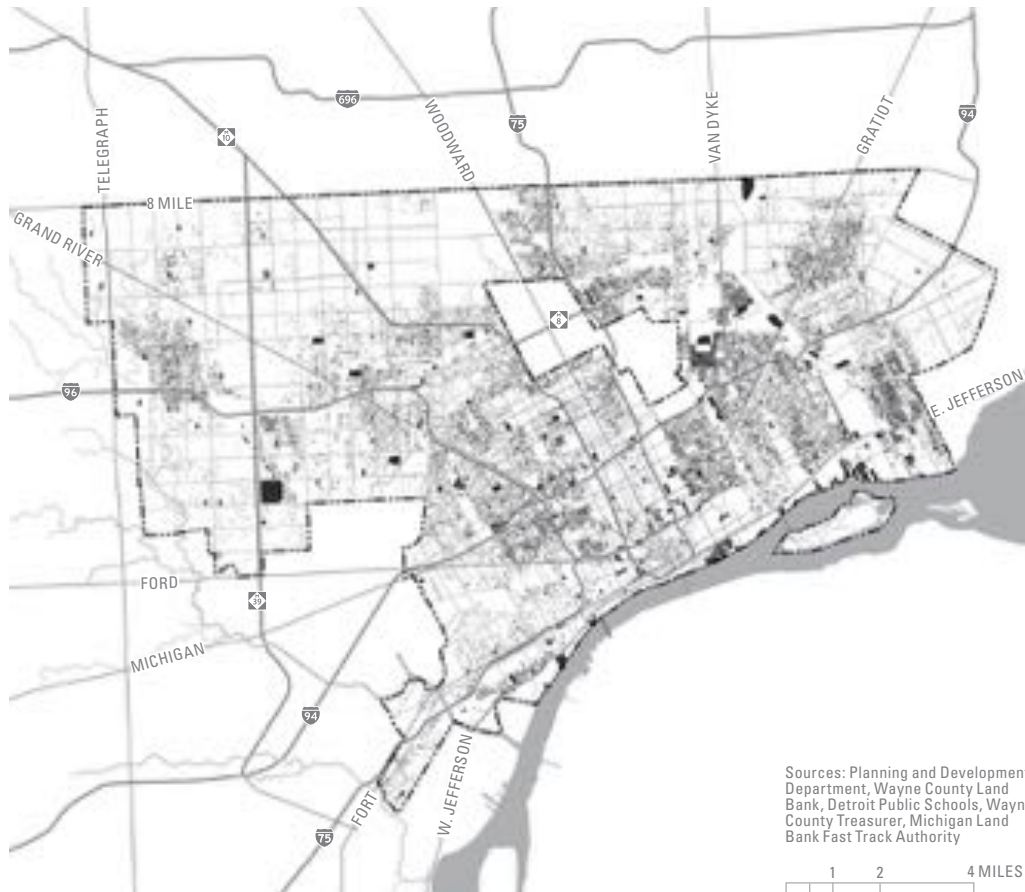 696
10
75
94
TELEGRAPH
WOODWARD
VAN DYKE
GRATIOT
8 MILE
GRAND RIVER
8
96
E. JEFFERSON
FORD
39
MICHIGAN
94
W. JEFFERSON
FORT
75
Sources: Planning and Development
Department, Wayne County Land
Bank, Detroit Public Schools, Wayn
County Treasurer, Michigan Land
Bank Fast Track Authority
1 2 4 MILES